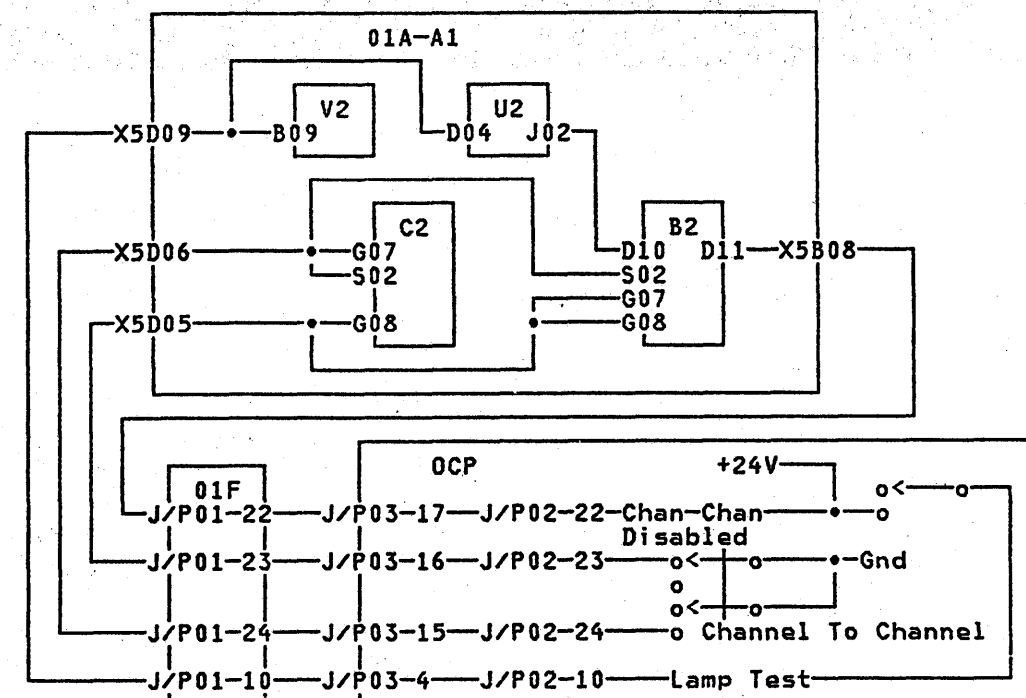 01A-A1
V2 U2
X5D09 B09 D04 J02
C2 B2
X5D06 G07 D10 D11 X5B08
S02 S02
G07
X5D05 G08 G08
OCP +24V
01F
J/P01-22 J/P03-17 J/P02-22 Chan-Chan
Disabled
J/P01-23 J/P03-16 J/P02-23 Gnd
J/P01-24 J/P03-15 J/P02-24 Channel To Channel
J/P01-10 J/P03-4 J/P02-10 Lamp Test